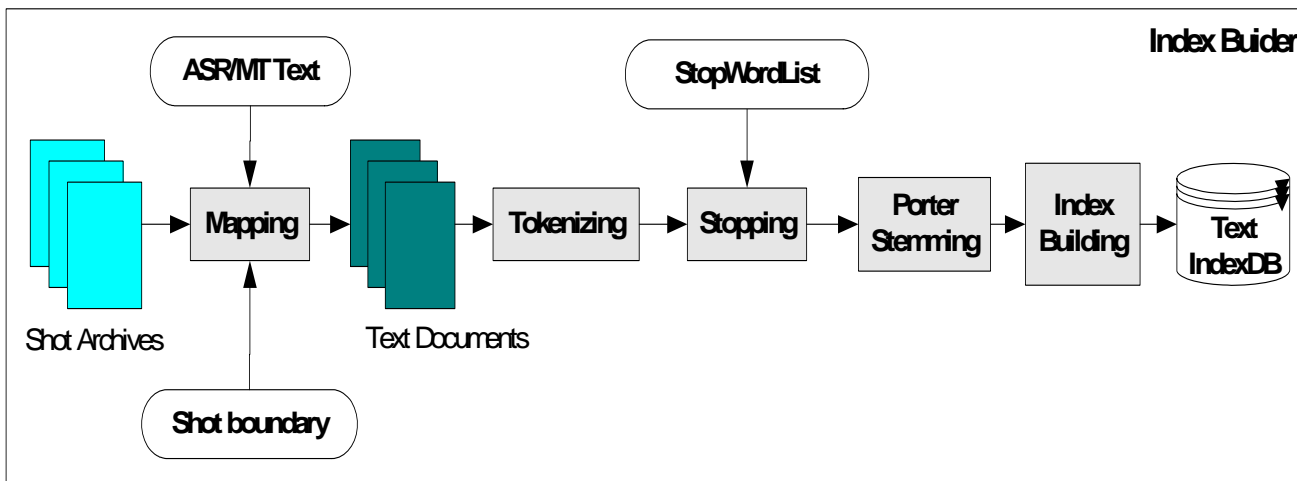 Index Buider
ASR/MT Text
StopWordList
Mapping
Tokenizing
Stopping
Porter
Stemming
Index
Building
Text
IndexDB
Shot Archives
Text Documents
Shot boundary